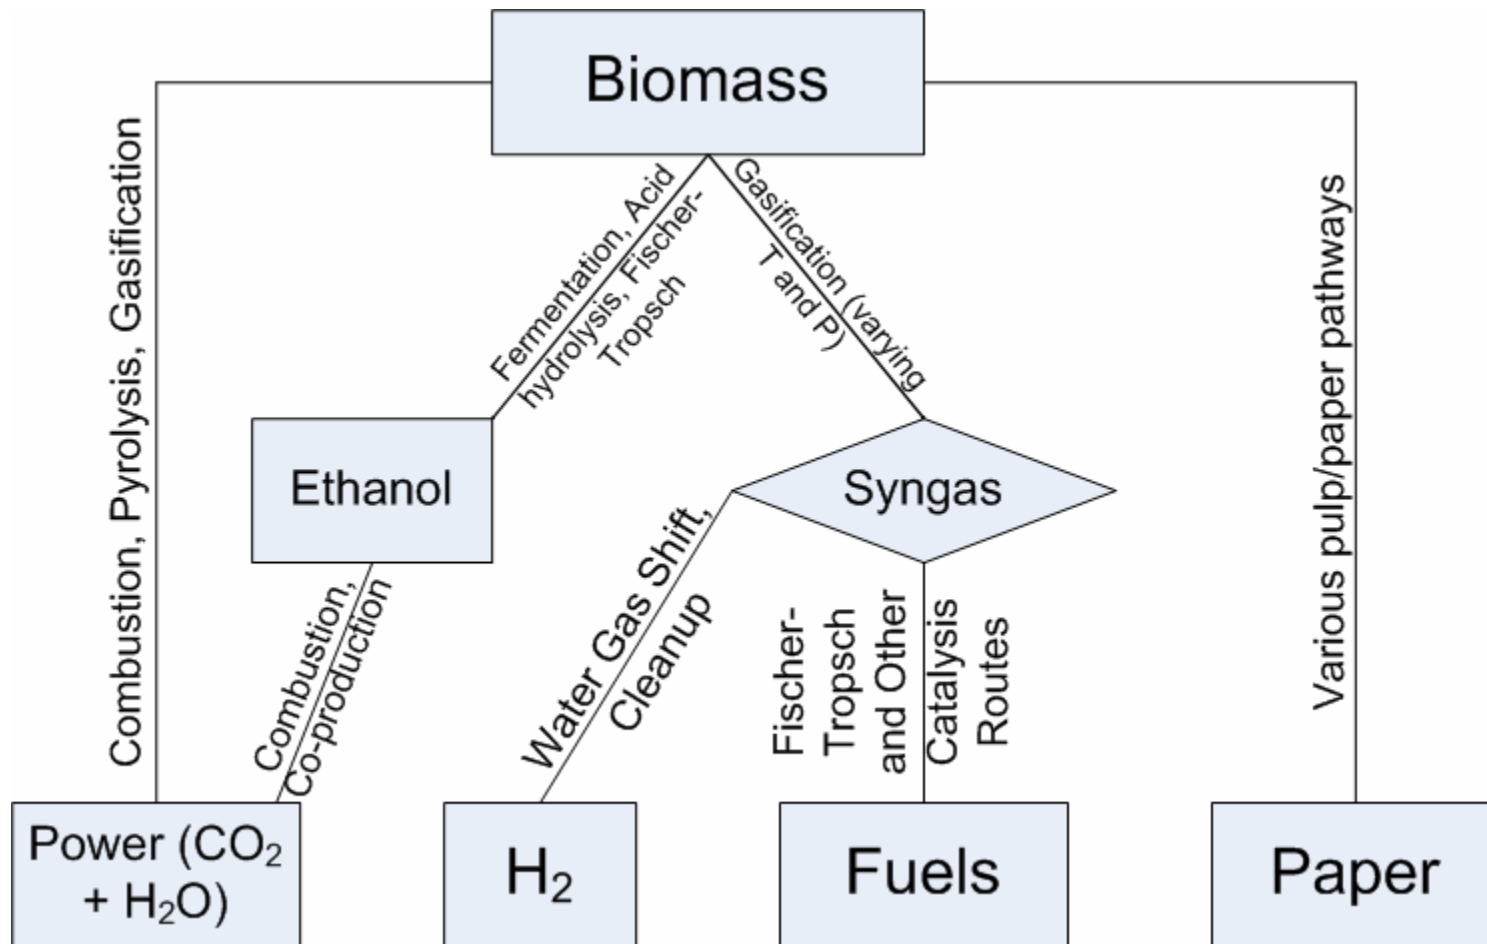 Biomass
Combustion, Pyrolysis, Gasification
Fermentation, Acid
hydrolysis, Fischer-
Tropsch
Gasification (varying
T and P)
Various pulp/paper pathways
Ethanol
Syngas
Combustion,
Co-production
Water Gas Shift,
Cleanup
Fischer-
Tropsch
and Other
Catalysis
Routes
Power (CO₂
+ H₂O)
H₂
Fuels
Paper